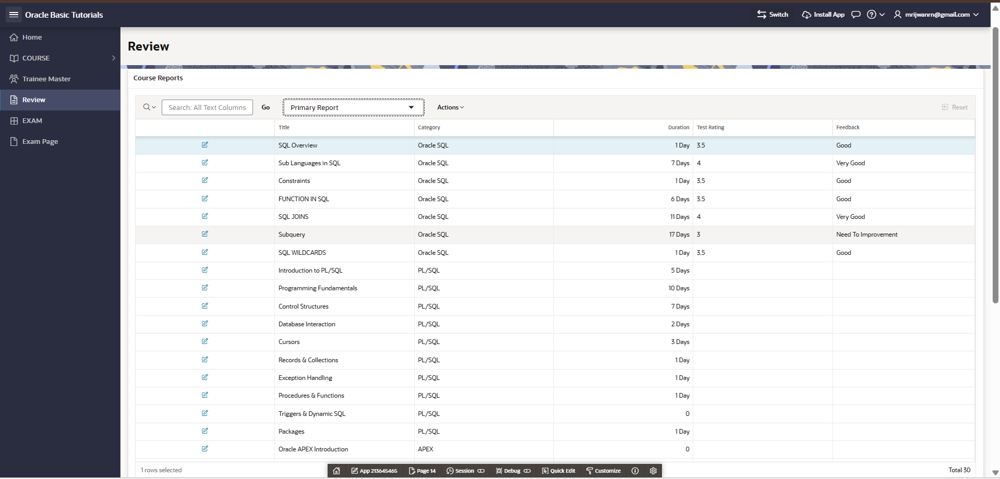 Oracle Basic Tutorials
Switch
Install App
mrijwanrn@gmail.com
Home
COURSE
Trainee Master
Review
EXAM
Exam Page
Review
Course Reports
Search: All Text Columns
Go
Primary Report
Actions
Reset
Title Category Duration Test Rating Feedback
SQL Overview Oracle SQL 1 Day 3.5 Good
Sub Languages in SQL Oracle SQL 7 Days 4 Very Good
Constraints Oracle SQL 1 Day 3.5 Good
FUNCTION IN SQL Oracle SQL 6 Days 3.5 Good
SQL JOINS Oracle SQL 11 Days 4 Very Good
Subquery Oracle SQL 17 Days 3 Need To Improvement
SQL WILDCARDS Oracle SQL 1 Day 3.5 Good
Introduction to PL/SQL PL/SQL 5 Days
Programming Fundamentals PL/SQL 10 Days
Control Structures PL/SQL 7 Days
Database Interaction PL/SQL 2 Days
Cursors PL/SQL 3 Days
Records & Collections PL/SQL 1 Day
Exception Handling PL/SQL 1 Day
Procedures & Functions PL/SQL 1 Day
Triggers & Dynamic SQL PL/SQL 0
Packages PL/SQL 1 Day
Oracle APEX Introduction APEX 0
1 rows selected
App 213645465 Page 14 Session Debug Quick Edit Customize
Total 30